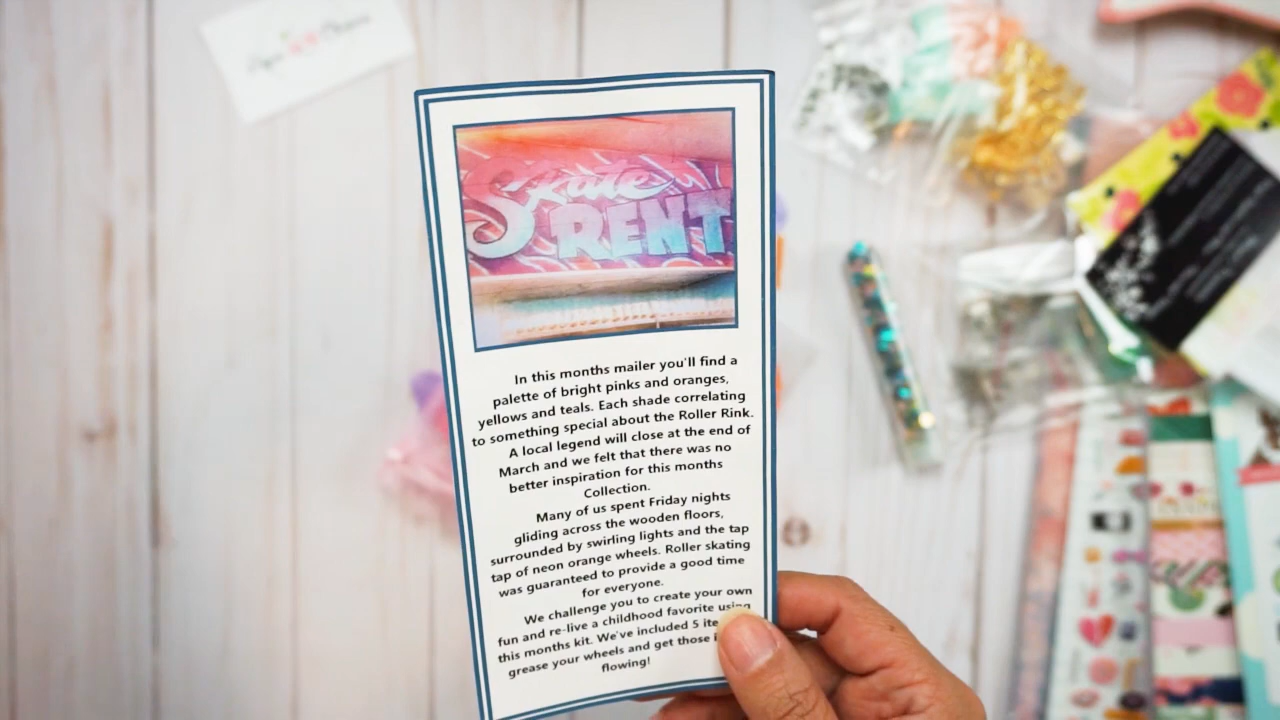 Skate
RENT
In this months mailer you'll find a
palette of bright pinks and oranges,
yellows and teals. Each shade correlating
to something special about the Roller Rink.
A local legend will close at the end of
March and we felt that there was no
better inspiration for this months
Collection.
Many of us spent Friday nights
gliding across the wooden floors,
surrounded by swirling lights and the tap
tap of neon orange wheels. Roller skating
was guaranteed to provide a good time
for everyone.
We challenge you to create your own
fun and re-live a childhood favorite using
this months kit. We've included 5
grease your wheels and get those
flowing!